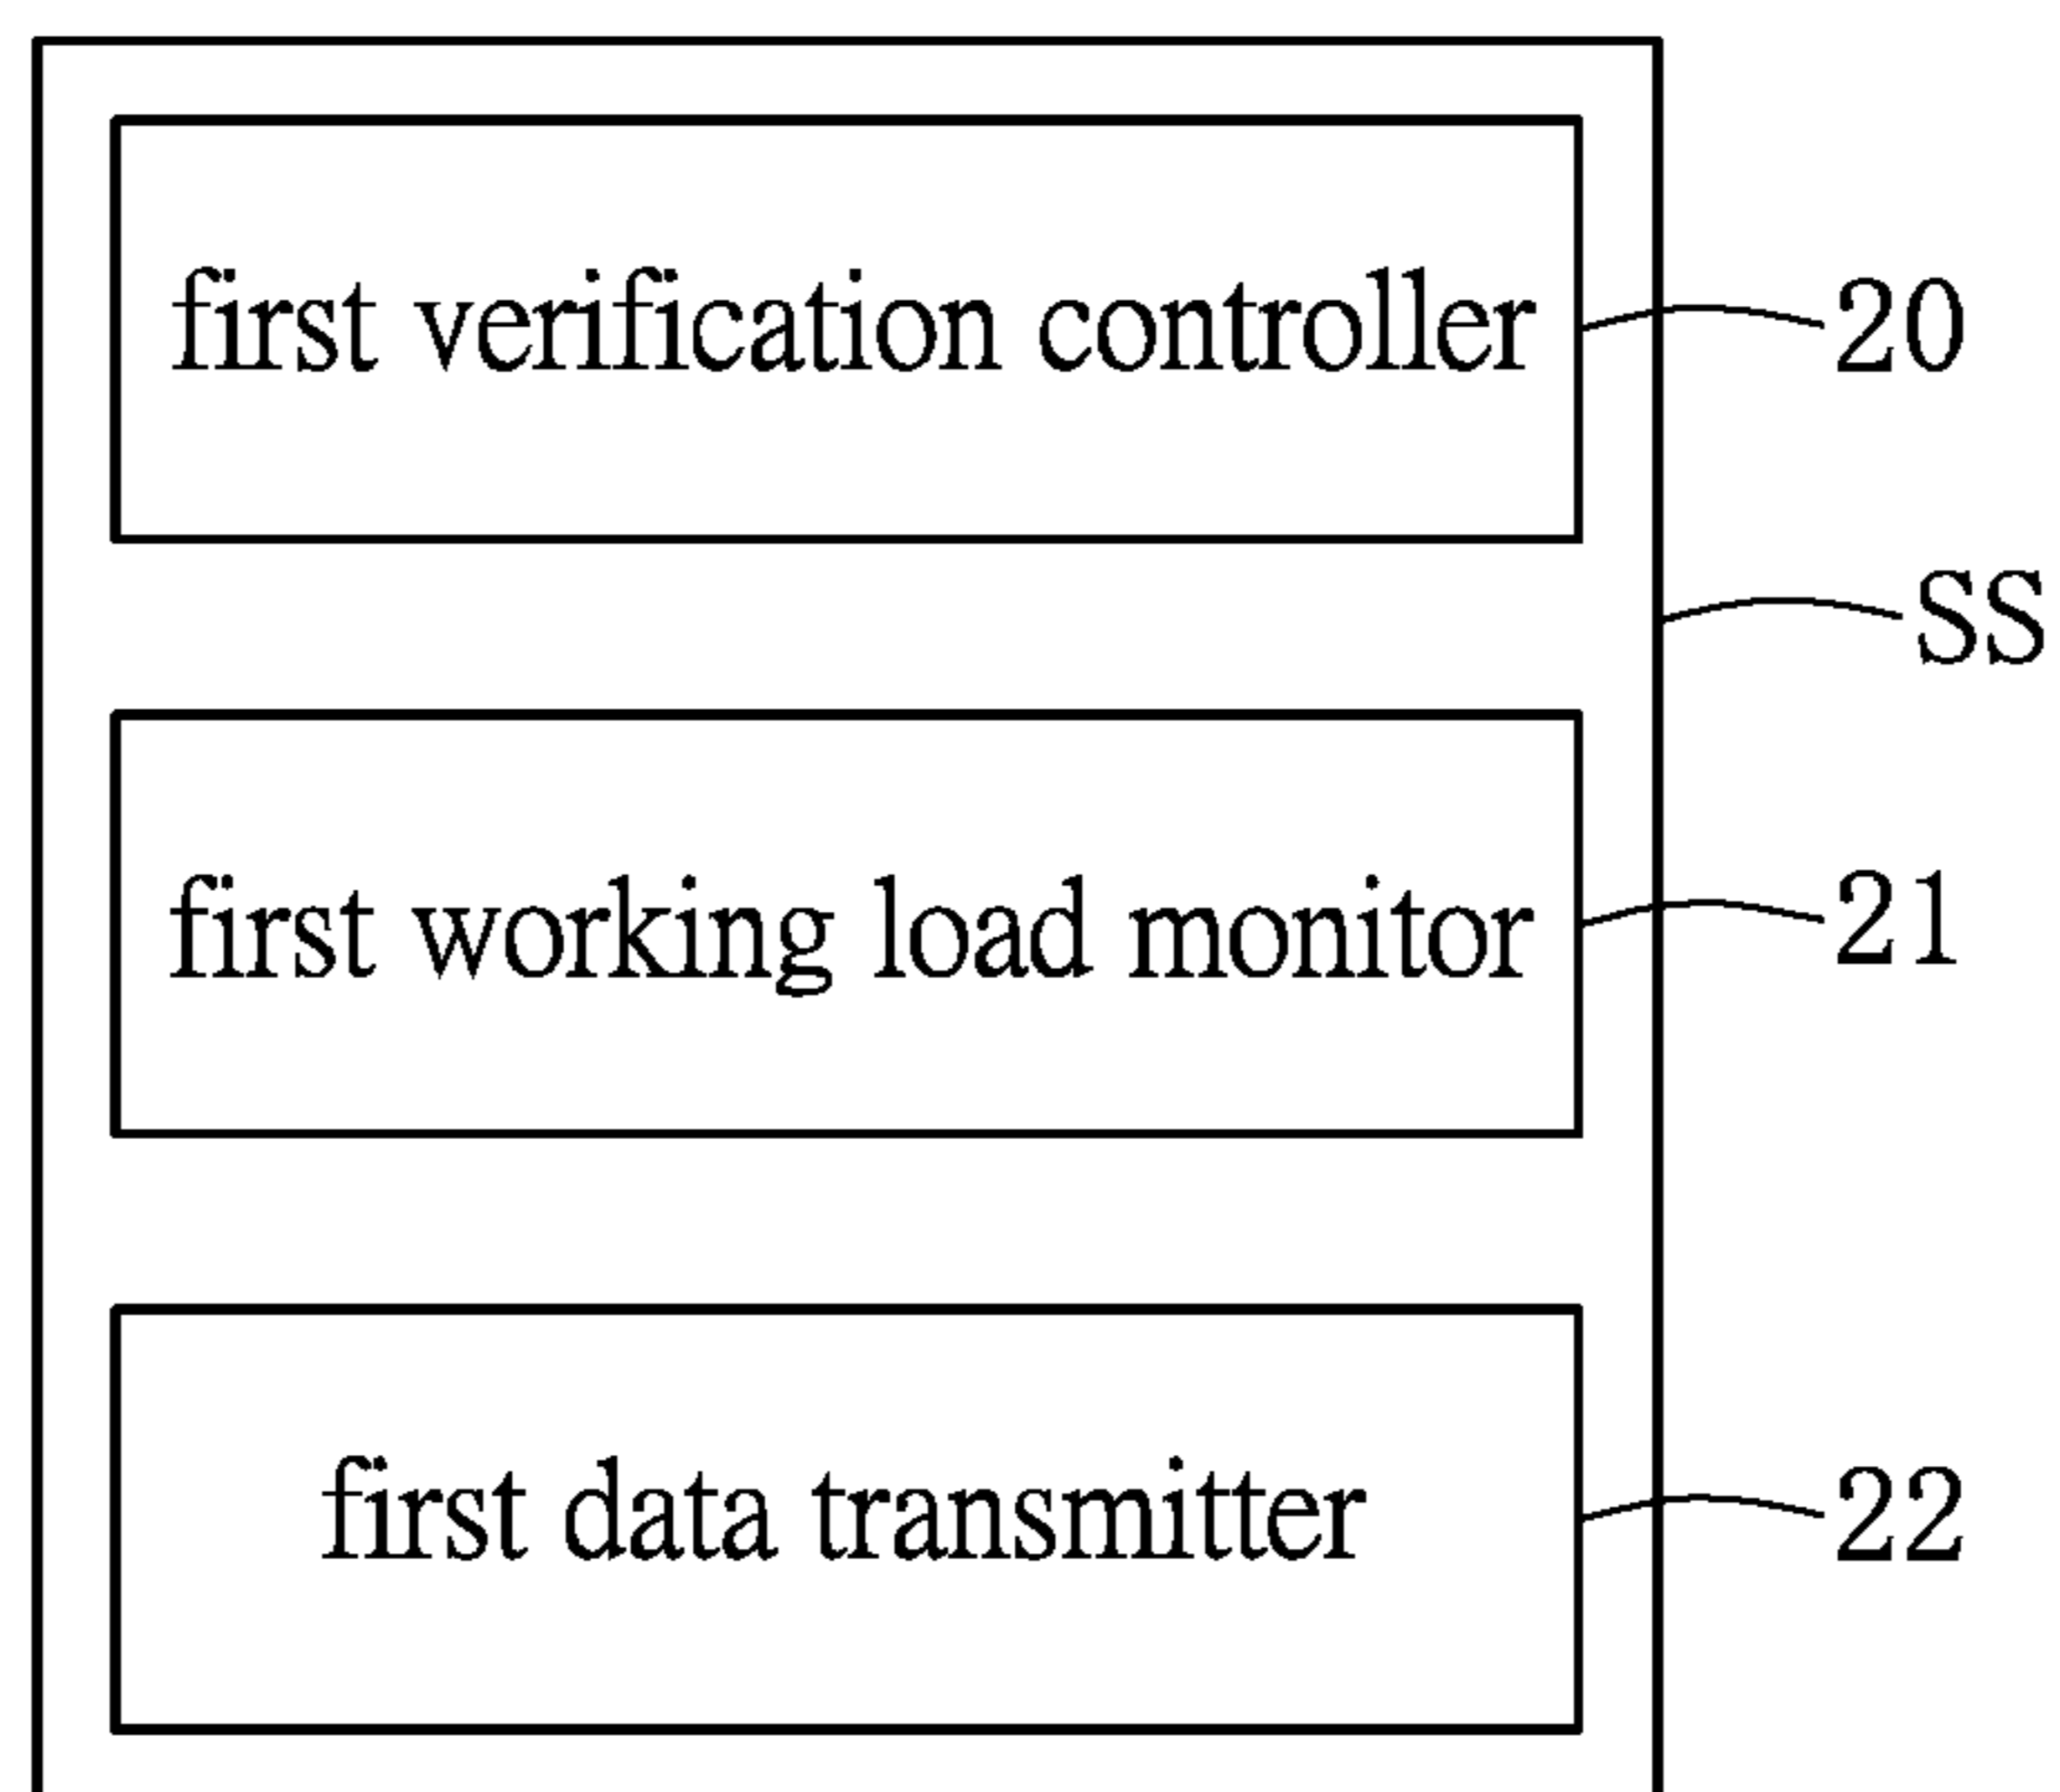 first verification controller 20
SS
first working load monitor 21
first data transmitter 22